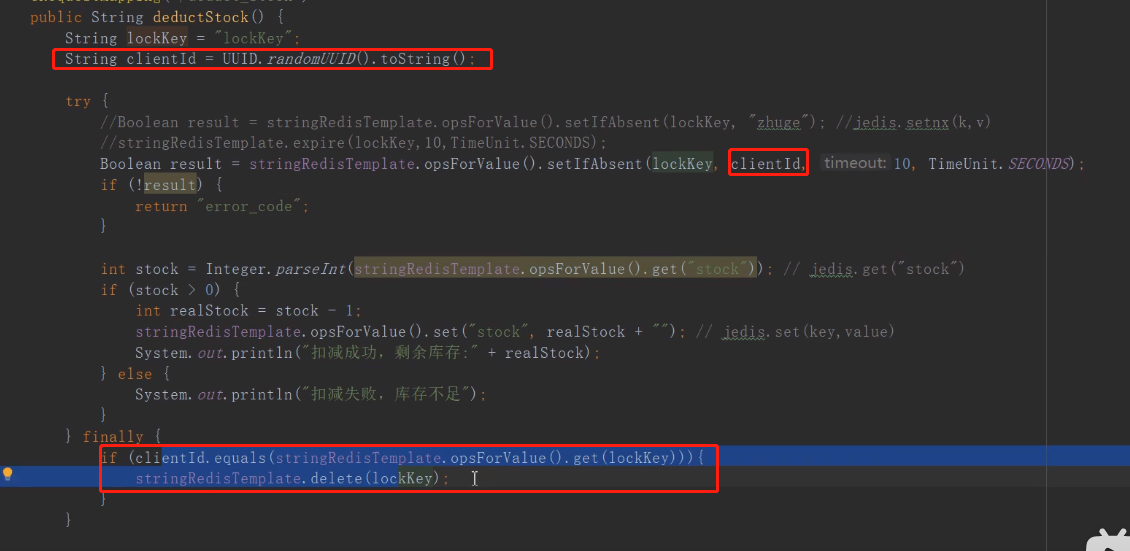 public String deductStock() {
String lockKey = "lockKey";
String clientId = UUID.randomUUID().toString();
try {
//Boolean result = stringRedisTemplate.opsForValue().setIfAbsent(lockKey, "zhuge"); //jedis.setnx(k,v)
//stringRedisTemplate.expire(lockKey,10,TimeUnit.SECONDS);
Boolean result = stringRedisTemplate.opsForValue().setIfAbsent(lockKey, clientId, timeout: 10, TimeUnit.SECONDS);
if (!result) {
return "error_code";
}
int stock = Integer.parseInt(stringRedisTemplate.opsForValue().get("stock")); // jedis.get("stock")
if (stock > 0) {
int realStock = stock - 1;
stringRedisTemplate.opsForValue().set("stock", realStock + ""); // jedis.set(key,value)
System.out.println("扣减成功，剩余库存:" + realStock);
} else {
System.out.println("扣减失败，库存不足");
}
} finally {
if (clientId.equals(stringRedisTemplate.opsForValue().get(lockKey))){
stringRedisTemplate.delete(lockKey);
}
}